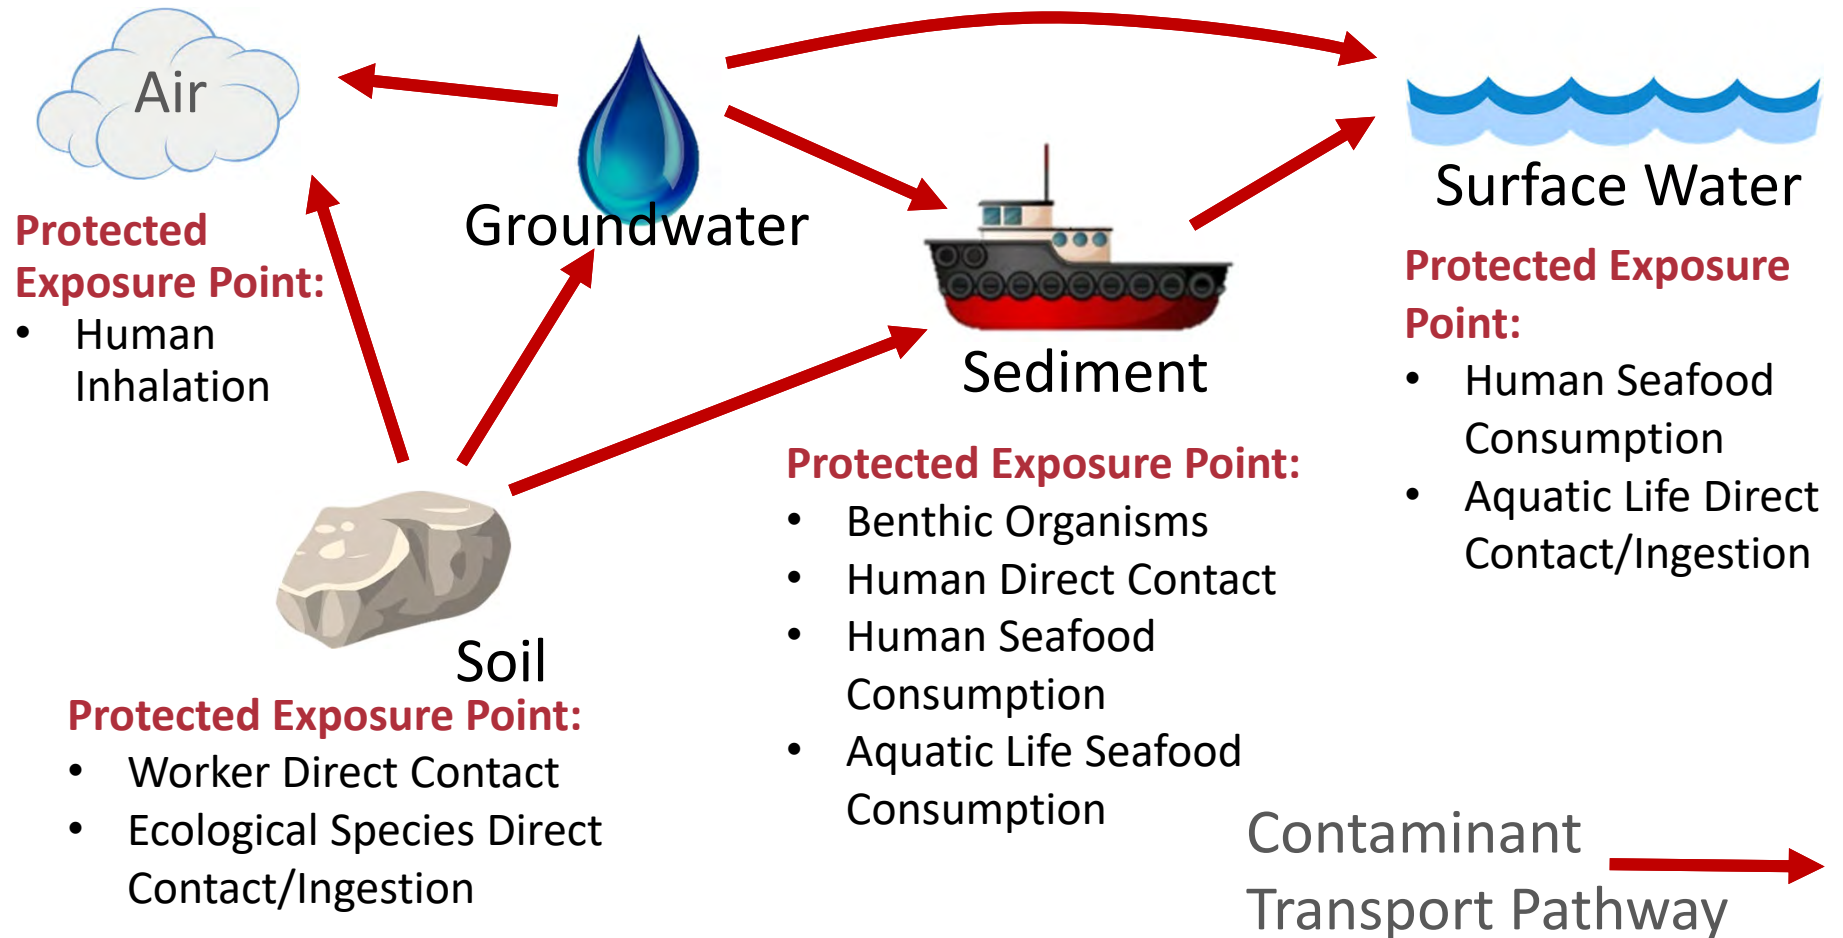 Air
Protected
Exposure Point:
• Human
Inhalation
Groundwater
Surface Water
Protected Exposure
Point:
• Human Seafood
Consumption
• Aquatic Life Direct
Contact/Ingestion
Sediment
Protected Exposure Point:
• Benthic Organisms
• Human Direct Contact
• Human Seafood
Consumption
• Aquatic Life Seafood
Consumption
Soil
Protected Exposure Point:
• Worker Direct Contact
• Ecological Species Direct
Contact/Ingestion
Contaminant
Transport Pathway